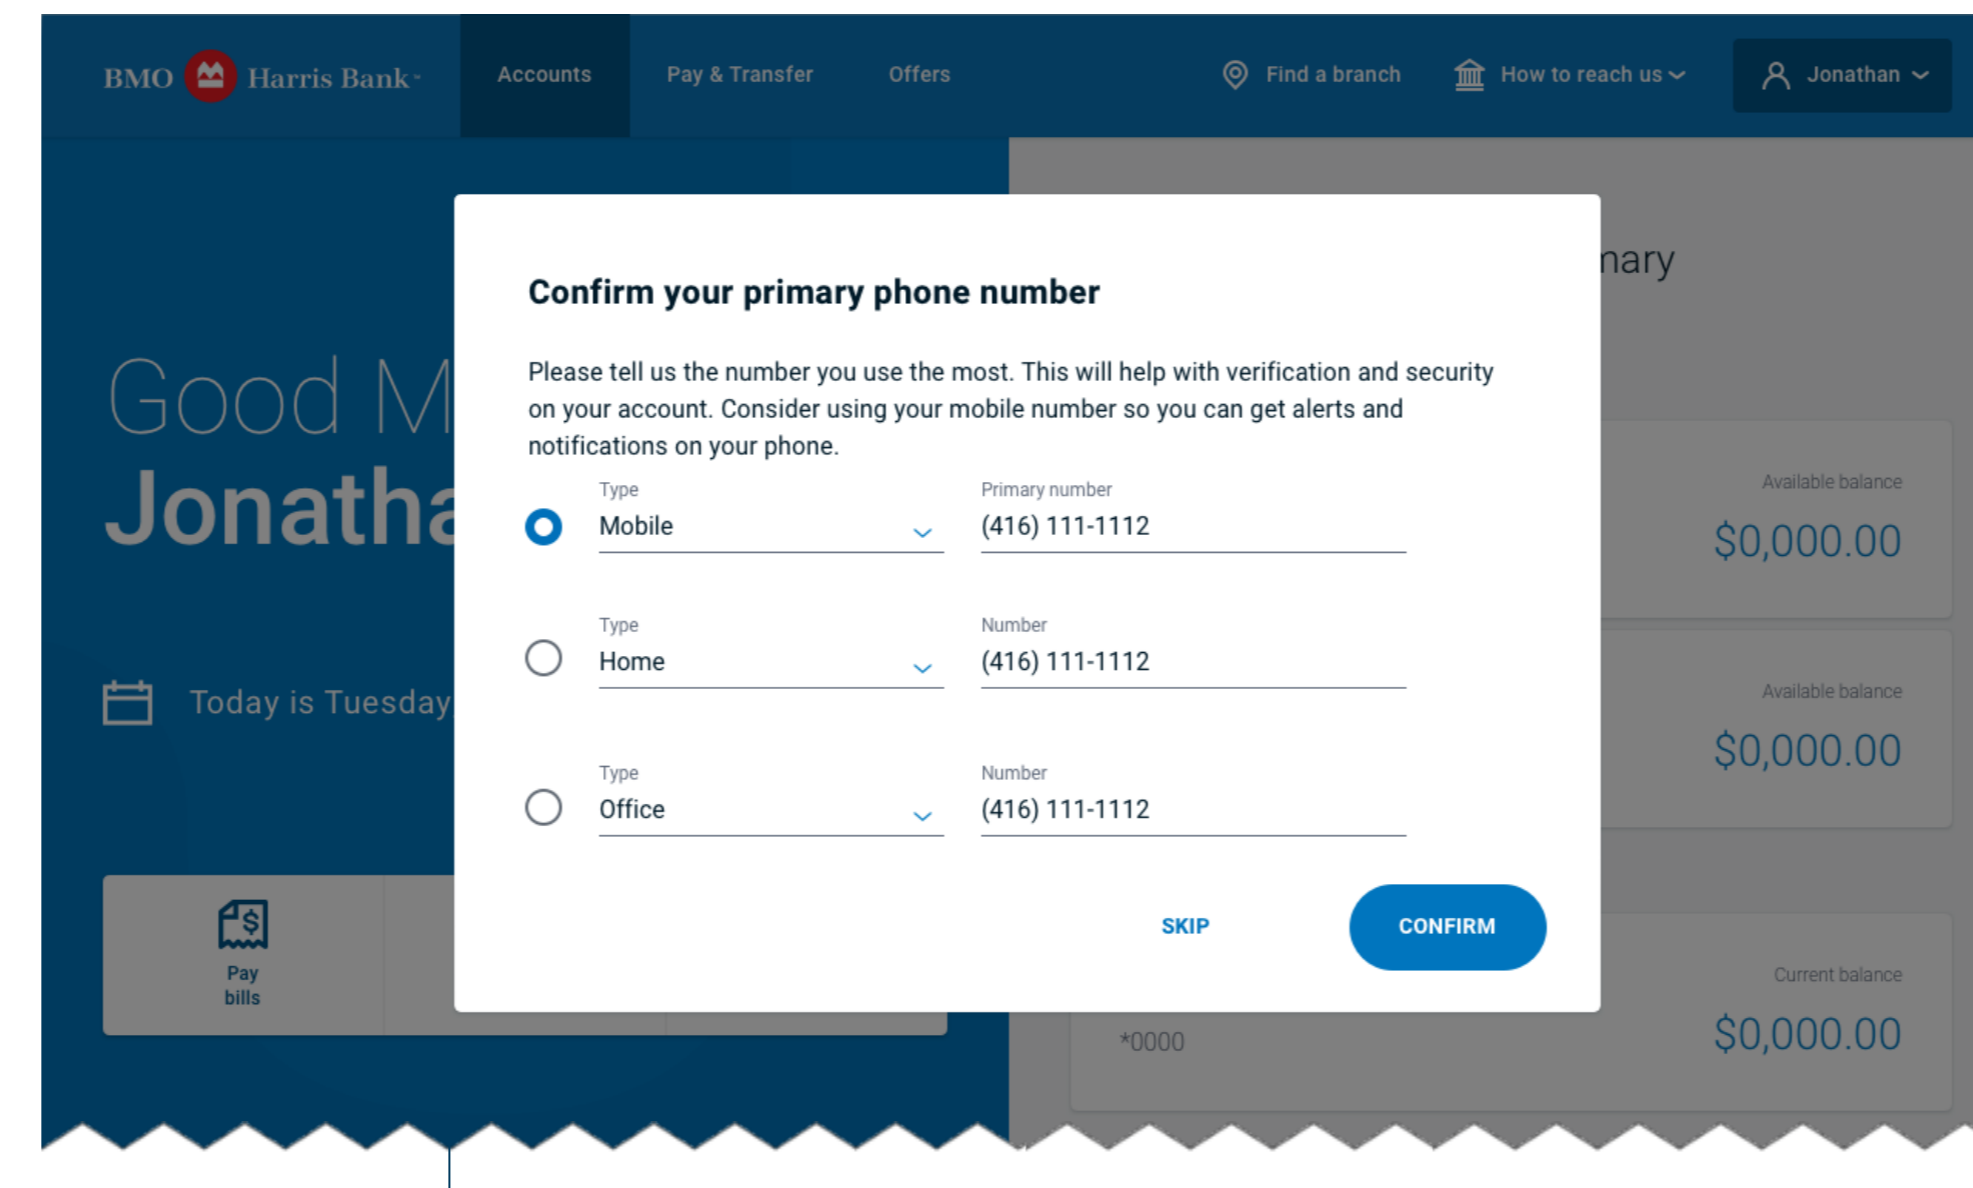 BMO Harris Bank
Accounts
Pay & Transfer
Offers
Find a branch
How to reach us
Jonathan
Confirm your primary phone number
Please tell us the number you use the most. This will help with verification and security
on your account. Consider using your mobile number so you can get alerts and
notifications on your phone.
Type
Primary number
Mobile
(416) 111-1112
Type
Number
Home
(416) 111-1112
Type
Number
Office
(416) 111-1112
SKIP
CONFIRM
Good M
Jonatha
Today is Tuesday,
Pay
bills
mary
Available balance
$0,000.00
Available balance
$0,000.00
Current balance
*0000
$0,000.00